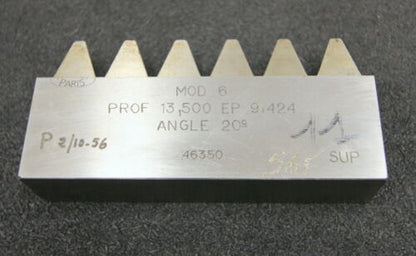 PARIS
MOD 6
PROF 13,500 EP 9,424
ANGLE 20°
P 2/10-56
46350
SUP